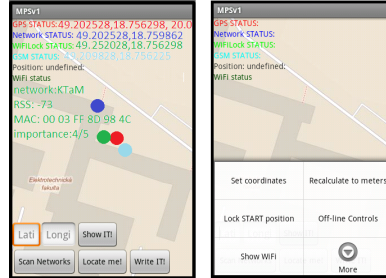 MPSv1
GPS STATUS: 49.202528,18.756298, 20.0
Network STATUS: 49.202528,18.759862
WiFiLock STATUS: 49.252028,18.756298
GSM STATUS: 49.209828,18.756225
Position: undefined:
WiFi status
network:KTaM
RSS: -73
MAC: 00 03 FF 8D 98 4C
importance:4/5
Elektrotechnická
fakulta
Lati Longi Show IT!
Scan Networks Locate me! Write IT!
MPSv1
GPS STATUS:
Network STATUS:
WiFiLock STATUS:
GSM STATUS:
Position: undefined:
WiFi status
Set coordinates Recalculate to meters
Lock START position Off-line Controls
Show WiFi More